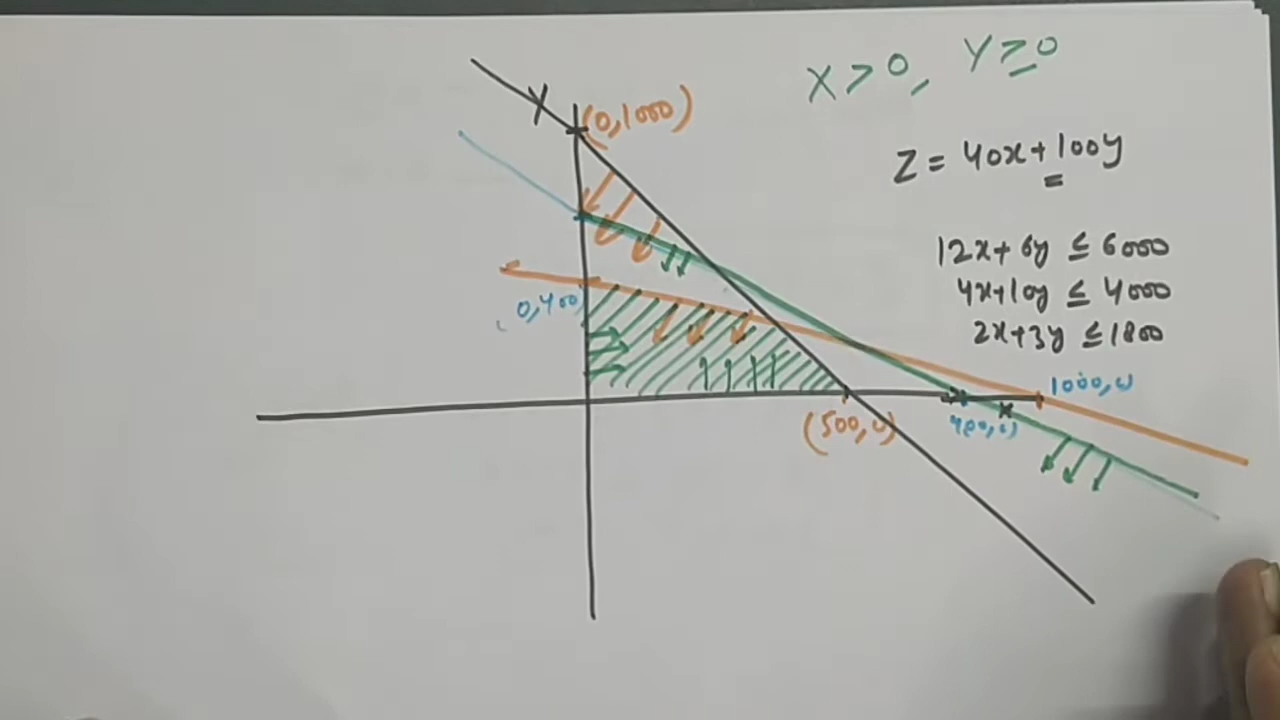 X > 0, Y ≥ 0
Y
(0,1000)
Z = 40x+100y
12x+6y ≤ 6000
4x+10y ≤ 4000
2x+3y ≤ 1800
0,400
1000,0
(500,0)
900,0
x